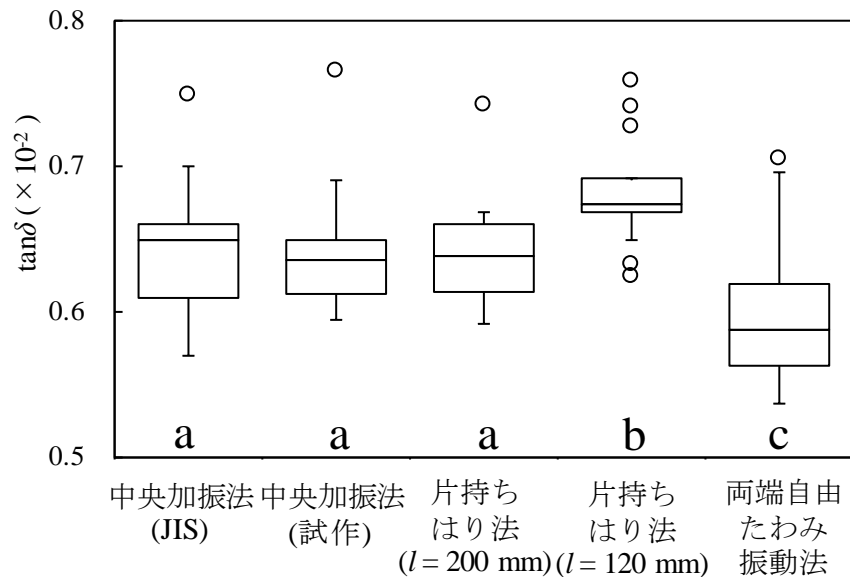 0.8
0.7
0.6
0.5
tanδ (×10⁻²)
a a a b c
中央加振法 中央加振法 片持ち 片持ち 両端自由
(JIS) (試作) はり法 はり法 たわみ
(l = 200 mm) (l = 120 mm) 振動法